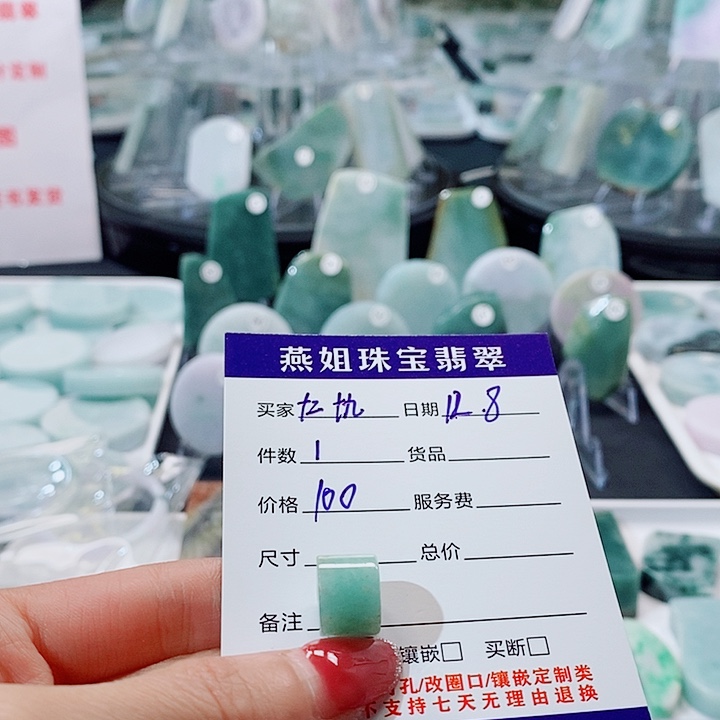 定制
燕姐珠宝翡翠
买家 日期 12.8
件数 1 货品
价格 100 服务费
尺寸 总价
备注
镶嵌□ 买断□
孔/改圈口/镶嵌定制类
不支持七天无理由退换